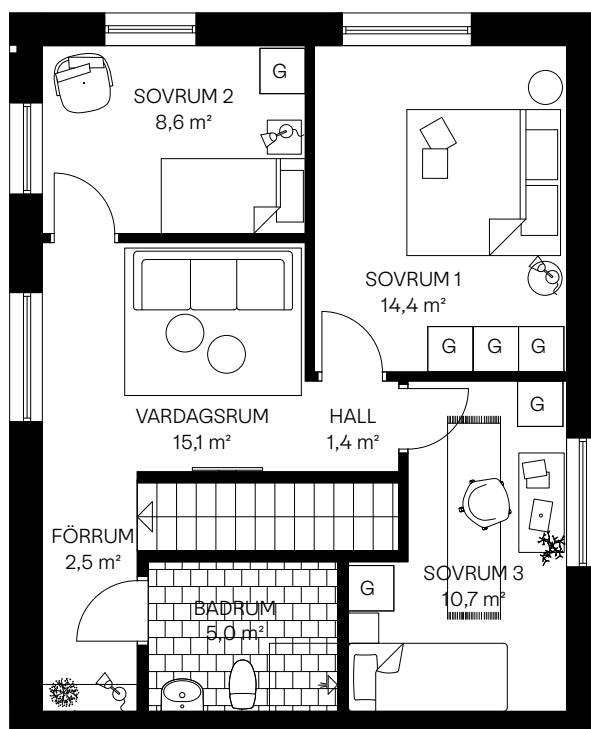 G
SOVRUM 2
8,6 m²
SOVRUM 1
14,4 m²
G G G
G
VARDAGSRUM
15,1 m²
HALL
1,4 m²
FÖRRUM
2,5 m²
SOVRUM 3
10,7 m²
G
BADRUM
5,0 m²